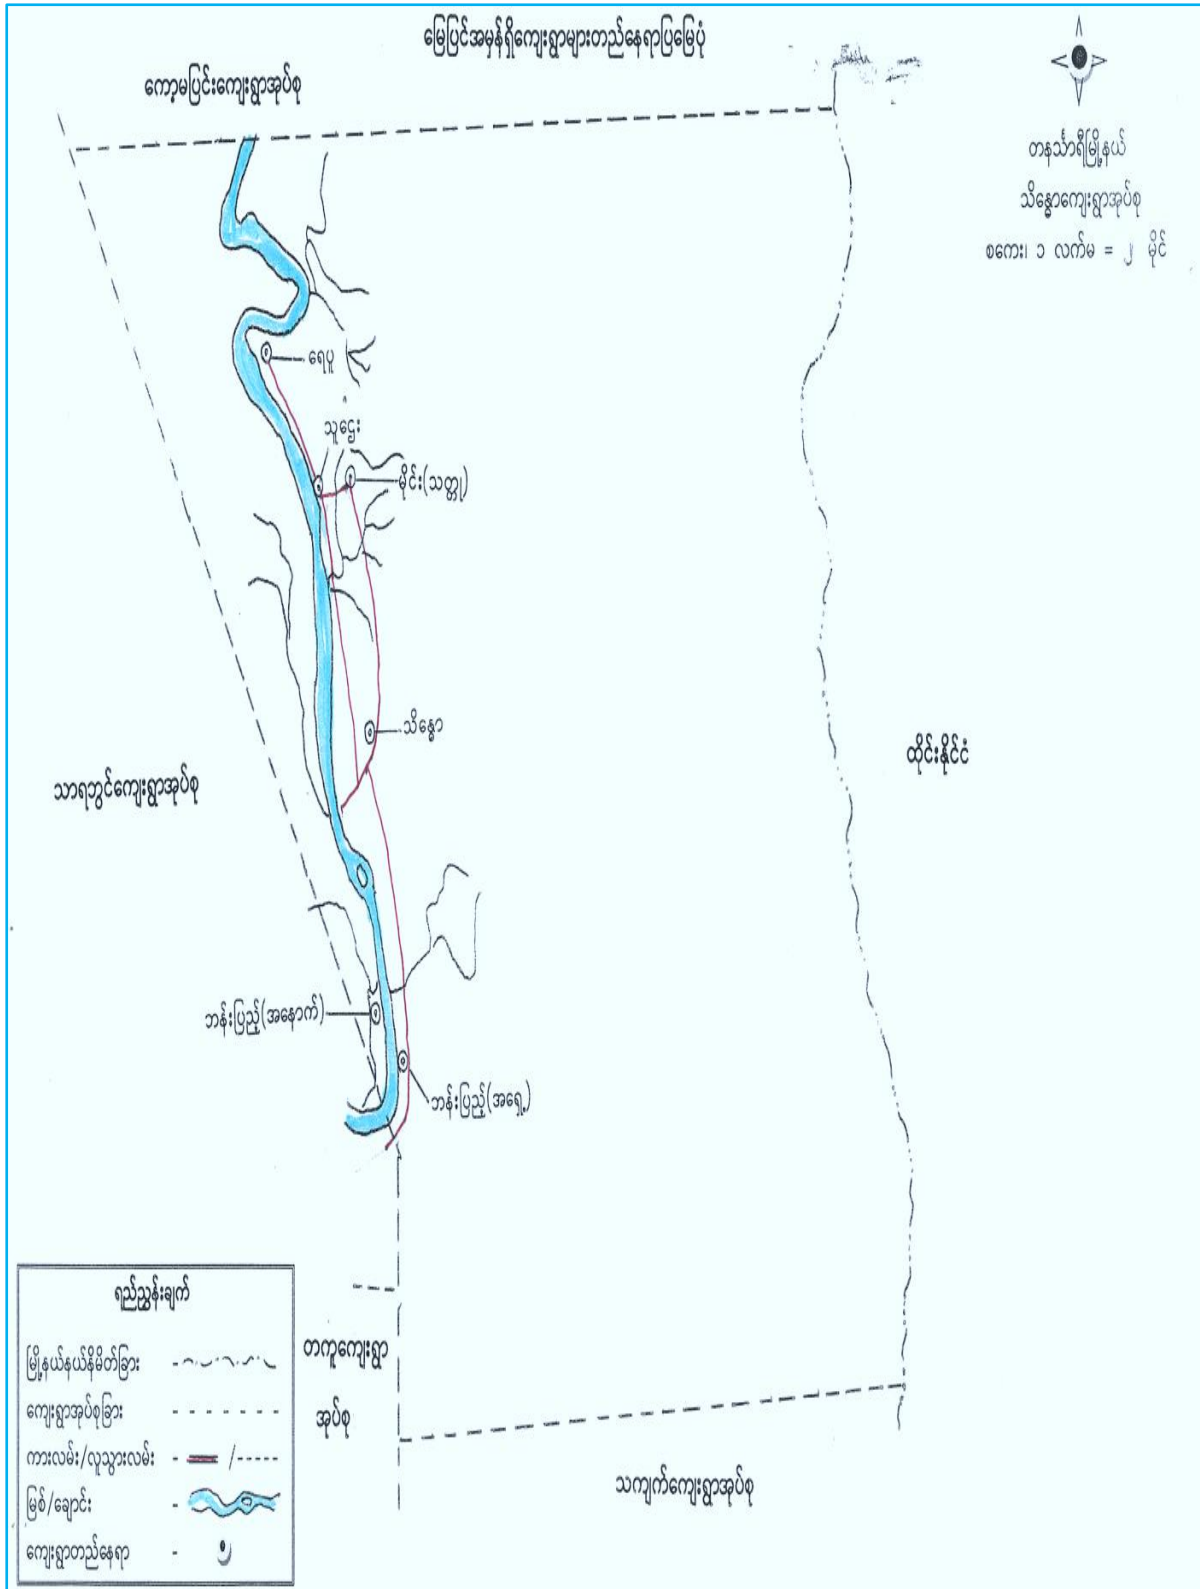 မြေပြင်အမှန်ရှိကျေးရွာများတည်နေရာပြမြေပုံ
ကော့မပြင်းကျေးရွာအုပ်စု
တနင်္သာရီမြို့နယ်
သိန္ဓောကျေးရွာအုပ်စု
စကေး၊ ၁ လက်မ = ၂ မိုင်
ရေပူ
သူဌေး
မိုင်း(သတ္တု)
သိန္ဓော
ထိုင်းနိုင်ငံ
သာရဘွင်ကျေးရွာအုပ်စု
ဘန်းပြည့်(အနောက်)
ဘန်းပြည့်(အရှေ့)
ရည်ညွှန်းချက်
မြို့နယ်နယ်နိမိတ်ခြား -
ကျေးရွာအုပ်စုခြား -
ကားလမ်း/လူသွားလမ်း - /
မြစ်/ချောင်း -
ကျေးရွာတည်နေရာ -
တကူကျေးရွာ
အုပ်စု
သကျက်ကျေးရွာအုပ်စု